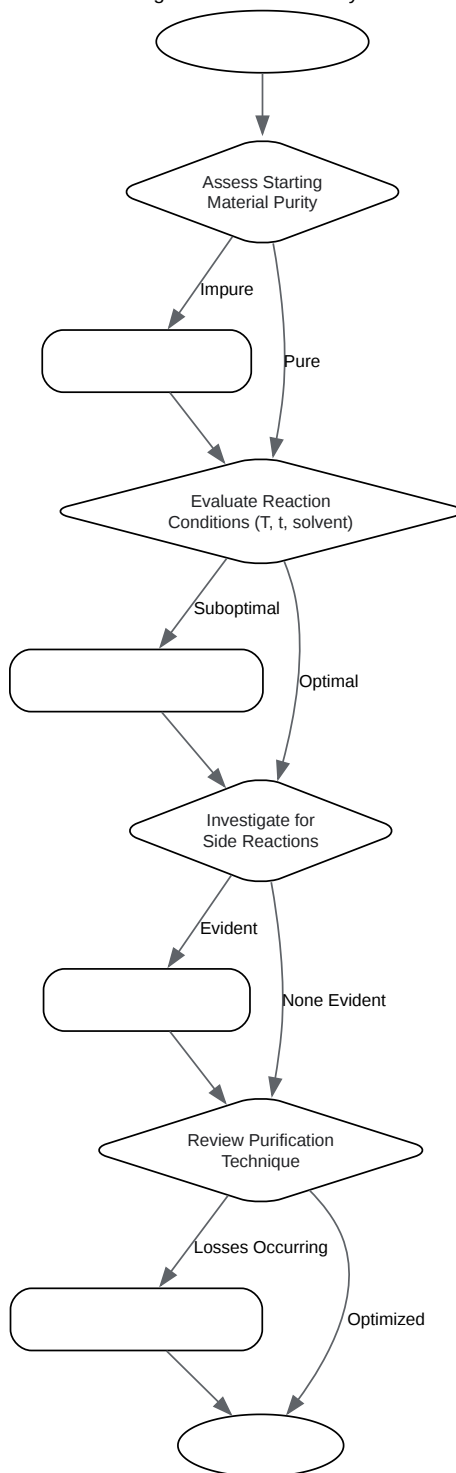 Assess Starting
Material Purity
Impure
Pure
Evaluate Reaction
Conditions (T, t, solvent)
Suboptimal
Optimal
Investigate for
Side Reactions
Evident
None Evident
Review Purification
Technique
Losses Occurring
Optimized